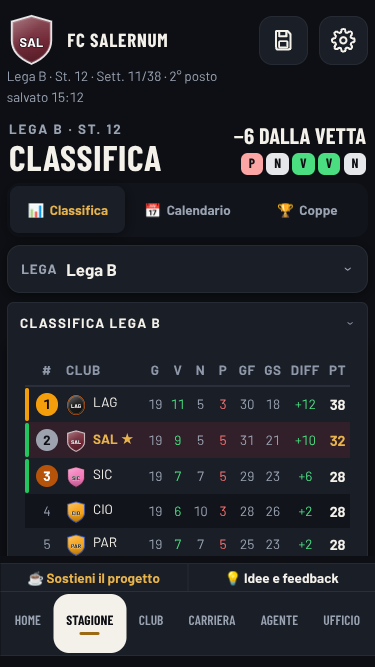 SAL
FC SALERNUM
Lega B · St. 12 · Sett. 11/38 · 2° posto
salvato 15:12
LEGA B · ST. 12
CLASSIFICA
−6 DALLA VETTA
P N V V N
Classifica
Calendario
Coppe
LEGA Lega B
CLASSIFICA LEGA B
# CLUB G V N P GF GS DIFF PT
1 LAG LAG 19 11 5 3 30 18 +12 38
2 SAL SAL ★ 19 9 5 5 31 21 +10 32
3 SIC SIC 19 7 7 5 29 23 +6 28
4 CIO CIO 19 6 10 3 28 26 +2 28
5 PAR PAR 19 7 7 5 25 23 +2 28
Sostieni il progetto
Idee e feedback
HOME STAGIONE CLUB CARRIERA AGENTE UFFICIO